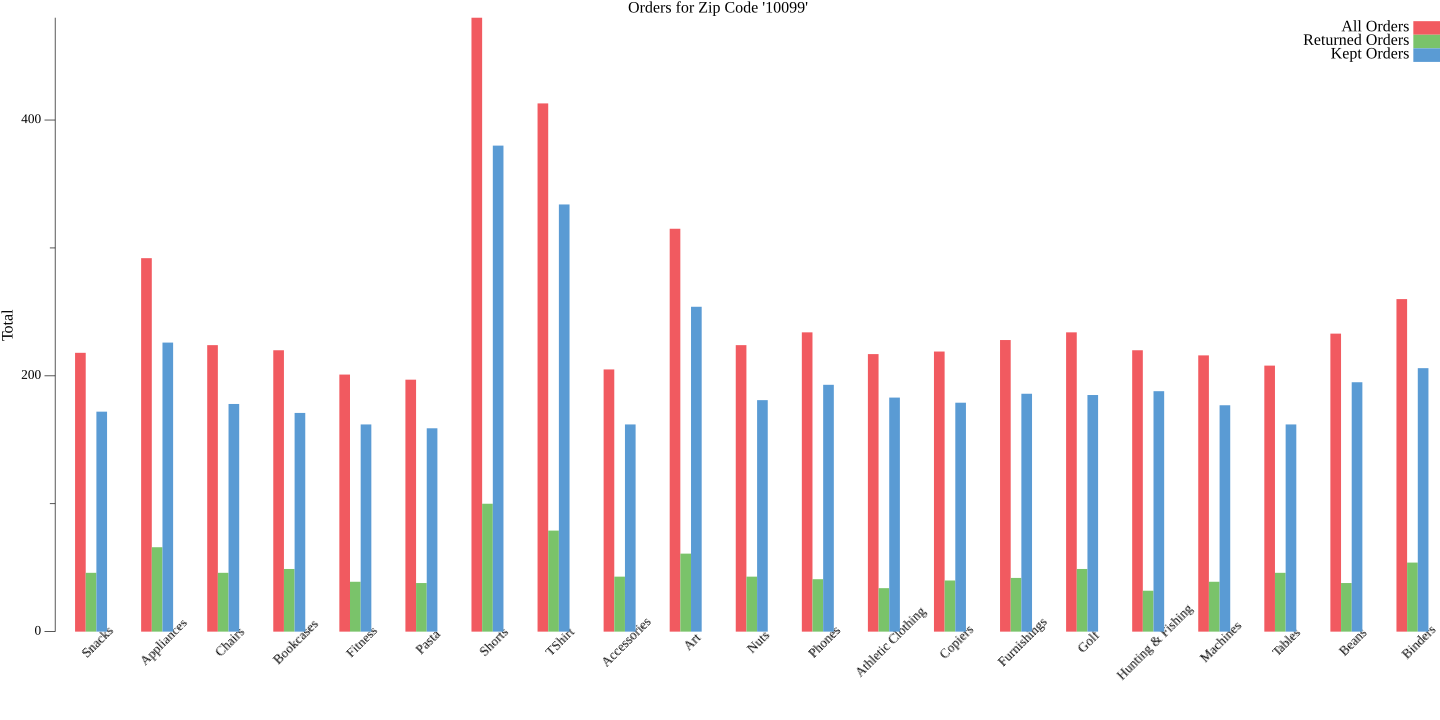 Orders for Zip Code '10099'
All Orders
Returned Orders
Kept Orders
Total
400
200
0
Snacks
Appliances
Chairs
Bookcases
Fitness
Pasta
Shorts
TShirt
Accessories
Art
Nuts
Phones
Athletic Clothing
Copiers
Furnishings
Golf
Hunting & Fishing
Machines
Tables
Beans
Binders